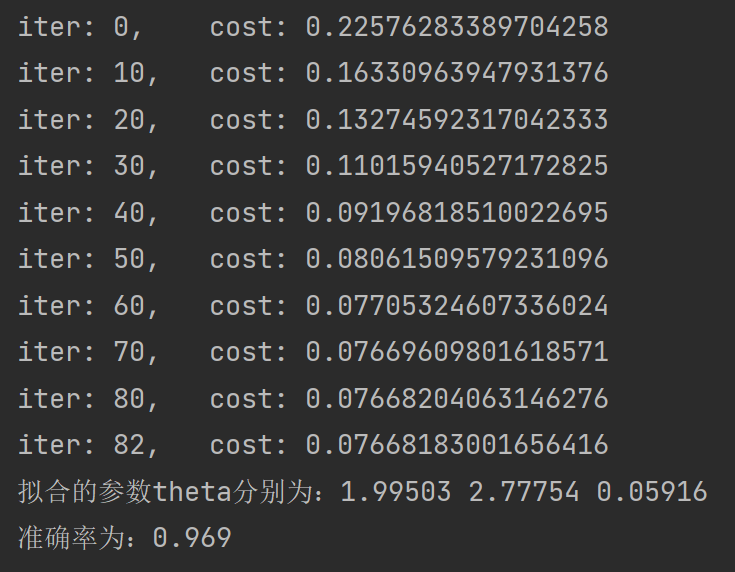 iter: 0,    cost: 0.22576283389704258
iter: 10,   cost: 0.16330963947931376
iter: 20,   cost: 0.13274592317042333
iter: 30,   cost: 0.11015940527172825
iter: 40,   cost: 0.09196818510022695
iter: 50,   cost: 0.08061509579231096
iter: 60,   cost: 0.07705324607336024
iter: 70,   cost: 0.07669609801618571
iter: 80,   cost: 0.07668204063146276
iter: 82,   cost: 0.07668183001656416
拟合的参数theta分别为：1.99503 2.77754 0.05916
准确率为：0.969